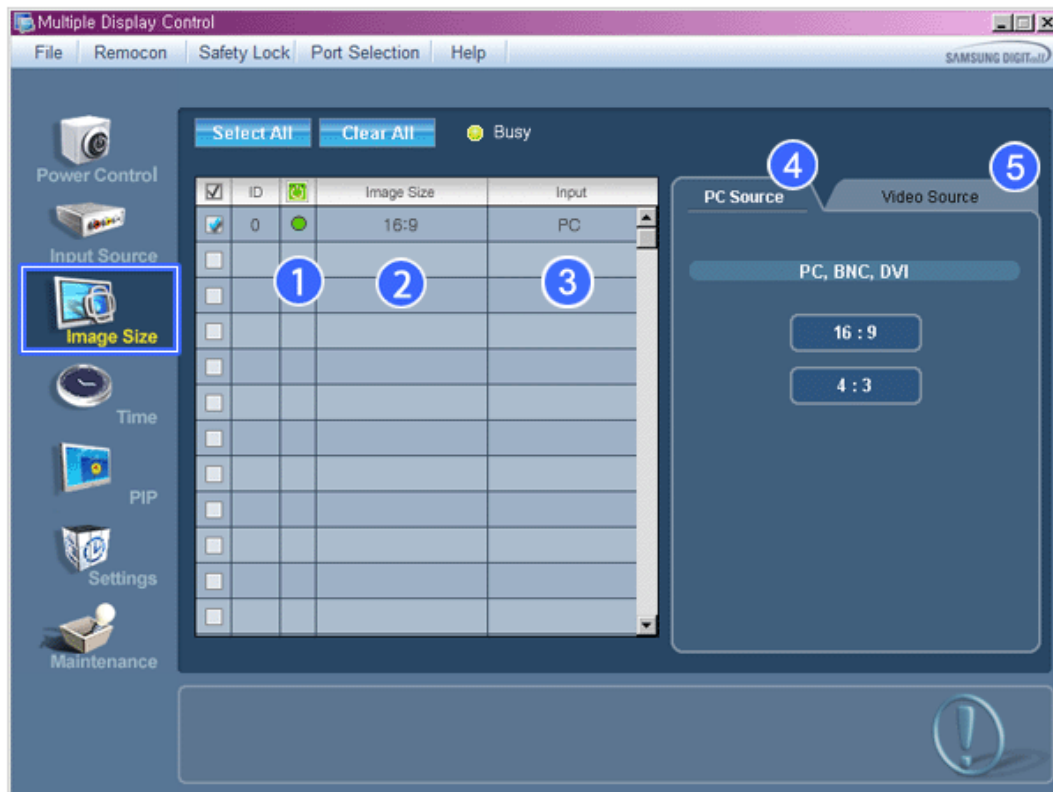 Multiple Display Control
File Remocon Safety Lock Port Selection Help
SAMSUNG DIGITall
Select All Clear All Busy
Power Control
Input Source
Image Size
Time
PIP
Settings
Maintenance
ID Image Size Input
0 16:9 PC
1 2 3
4 5
PC Source Video Source
PC, BNC, DVI
16 : 9
4 : 3